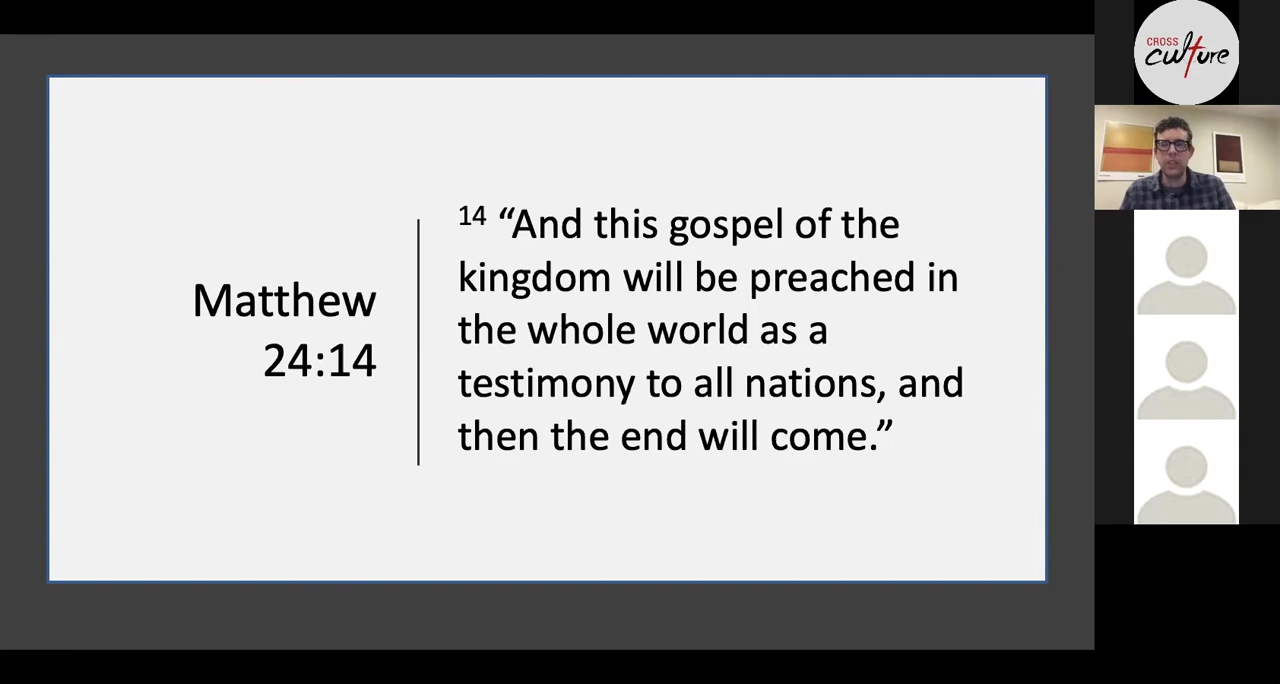 Matthew
24:14
14 “And this gospel of the
kingdom will be preached in
the whole world as a
testimony to all nations, and
then the end will come.”
CROSS
culture